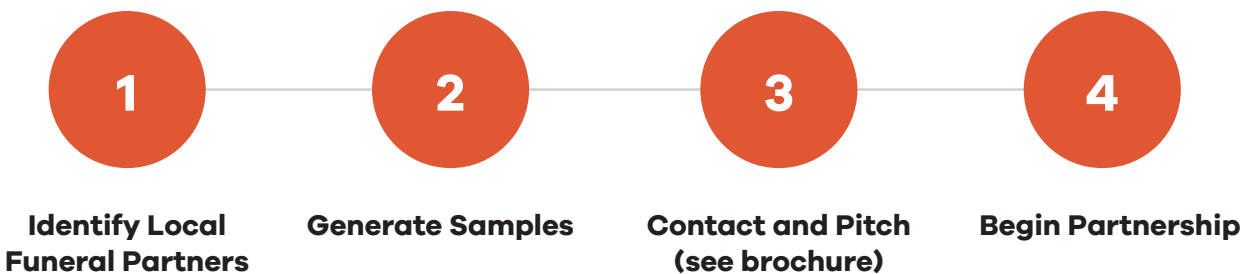 1
2
3
4
Identify Local
Funeral Partners
Generate Samples
Contact and Pitch
(see brochure)
Begin Partnership